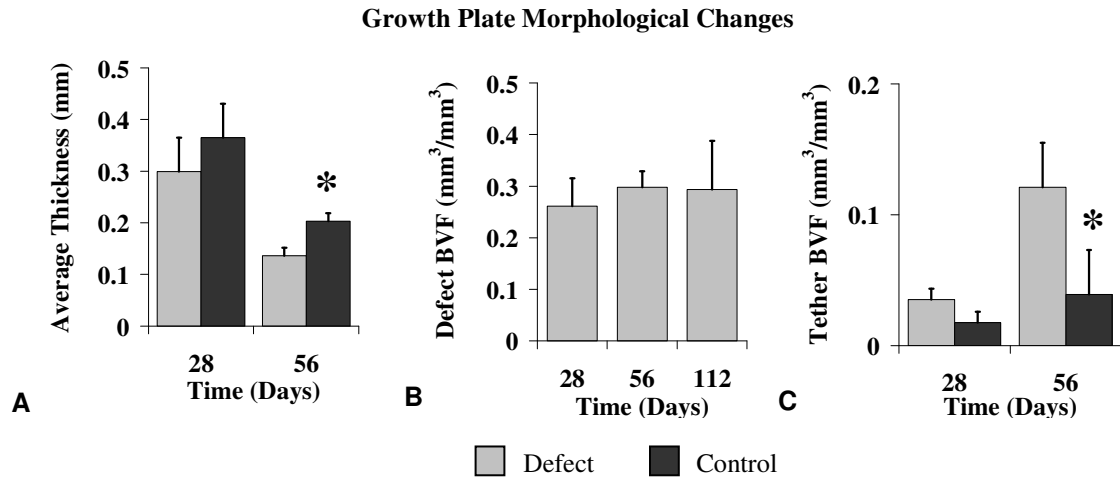 Growth Plate Morphological Changes
Average Thickness (mm)
0.5
0.4
0.3
0.2
0.1
0
*
28 56
Time (Days)
A
Defect BVF (mm³/mm³)
0.5
0.4
0.3
0.2
0.1
0
28 56 112
Time (Days)
B
Tether BVF (mm³/mm³)
0.2
0.1
0
*
28 56
Time (Days)
C
Defect Control